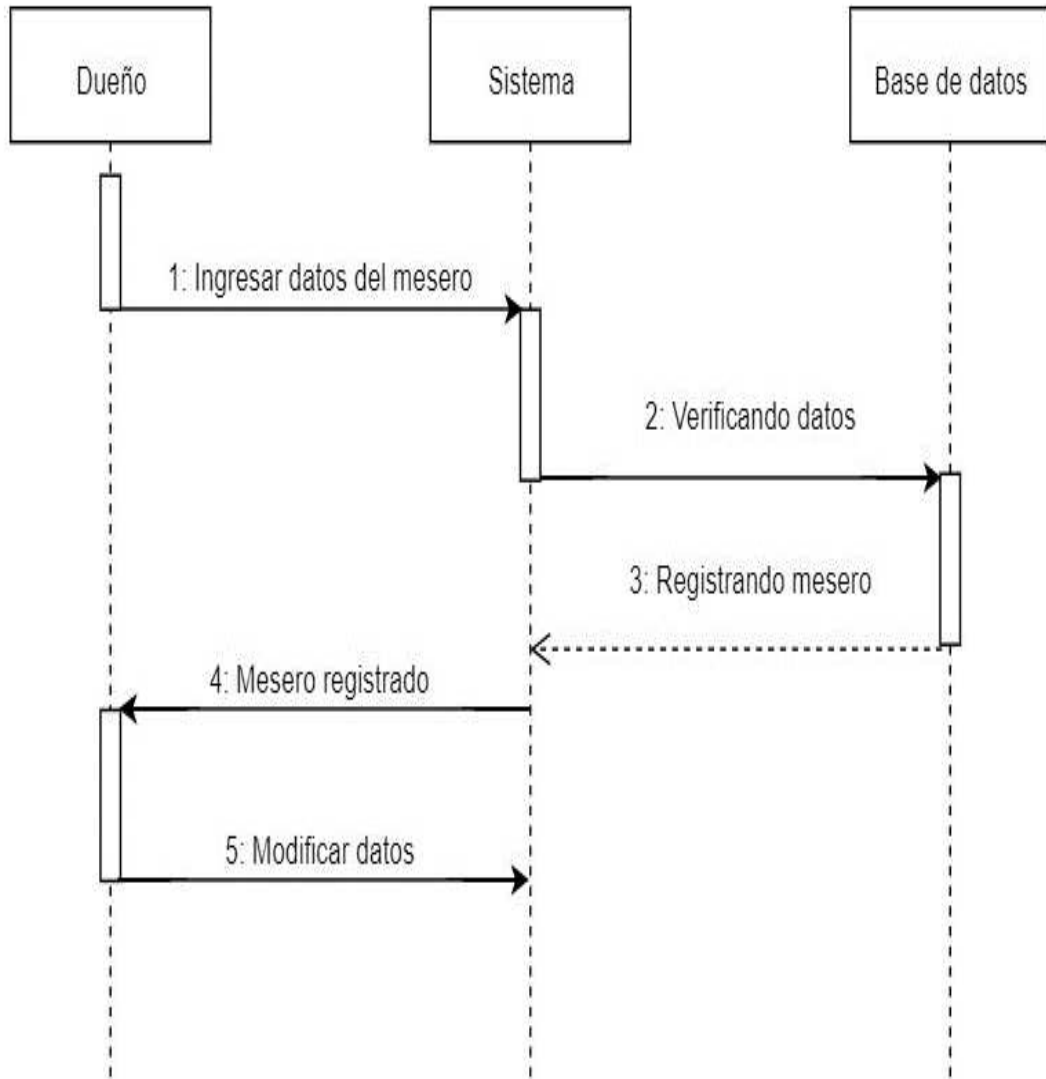 Dueño
Sistema
Base de datos
1: Ingresar datos del mesero
2: Verificando datos
3: Registrando mesero
4: Mesero registrado
5: Modificar datos